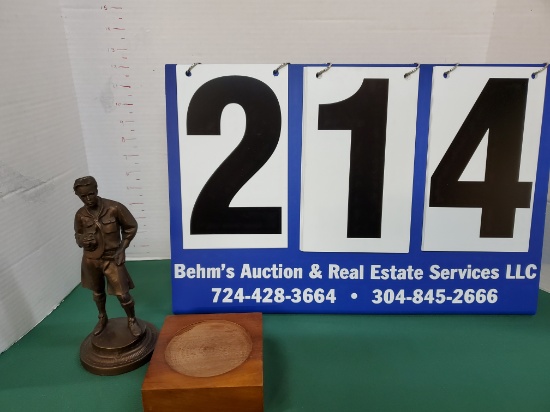 214
Behm's Auction & Real Estate Services LLC
724-428-3664 • 304-845-2666